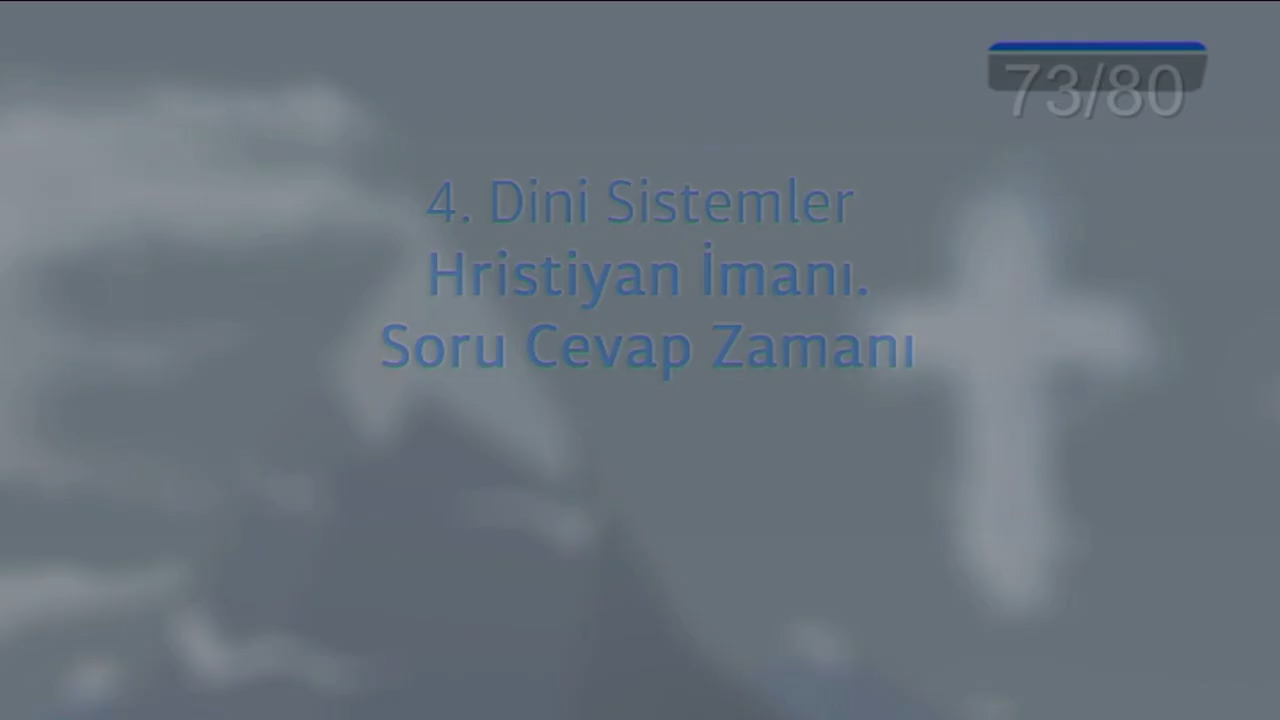 73/80
4. Dini Sistemler
Hristiyan İmanı.
Soru Cevap Zamanı